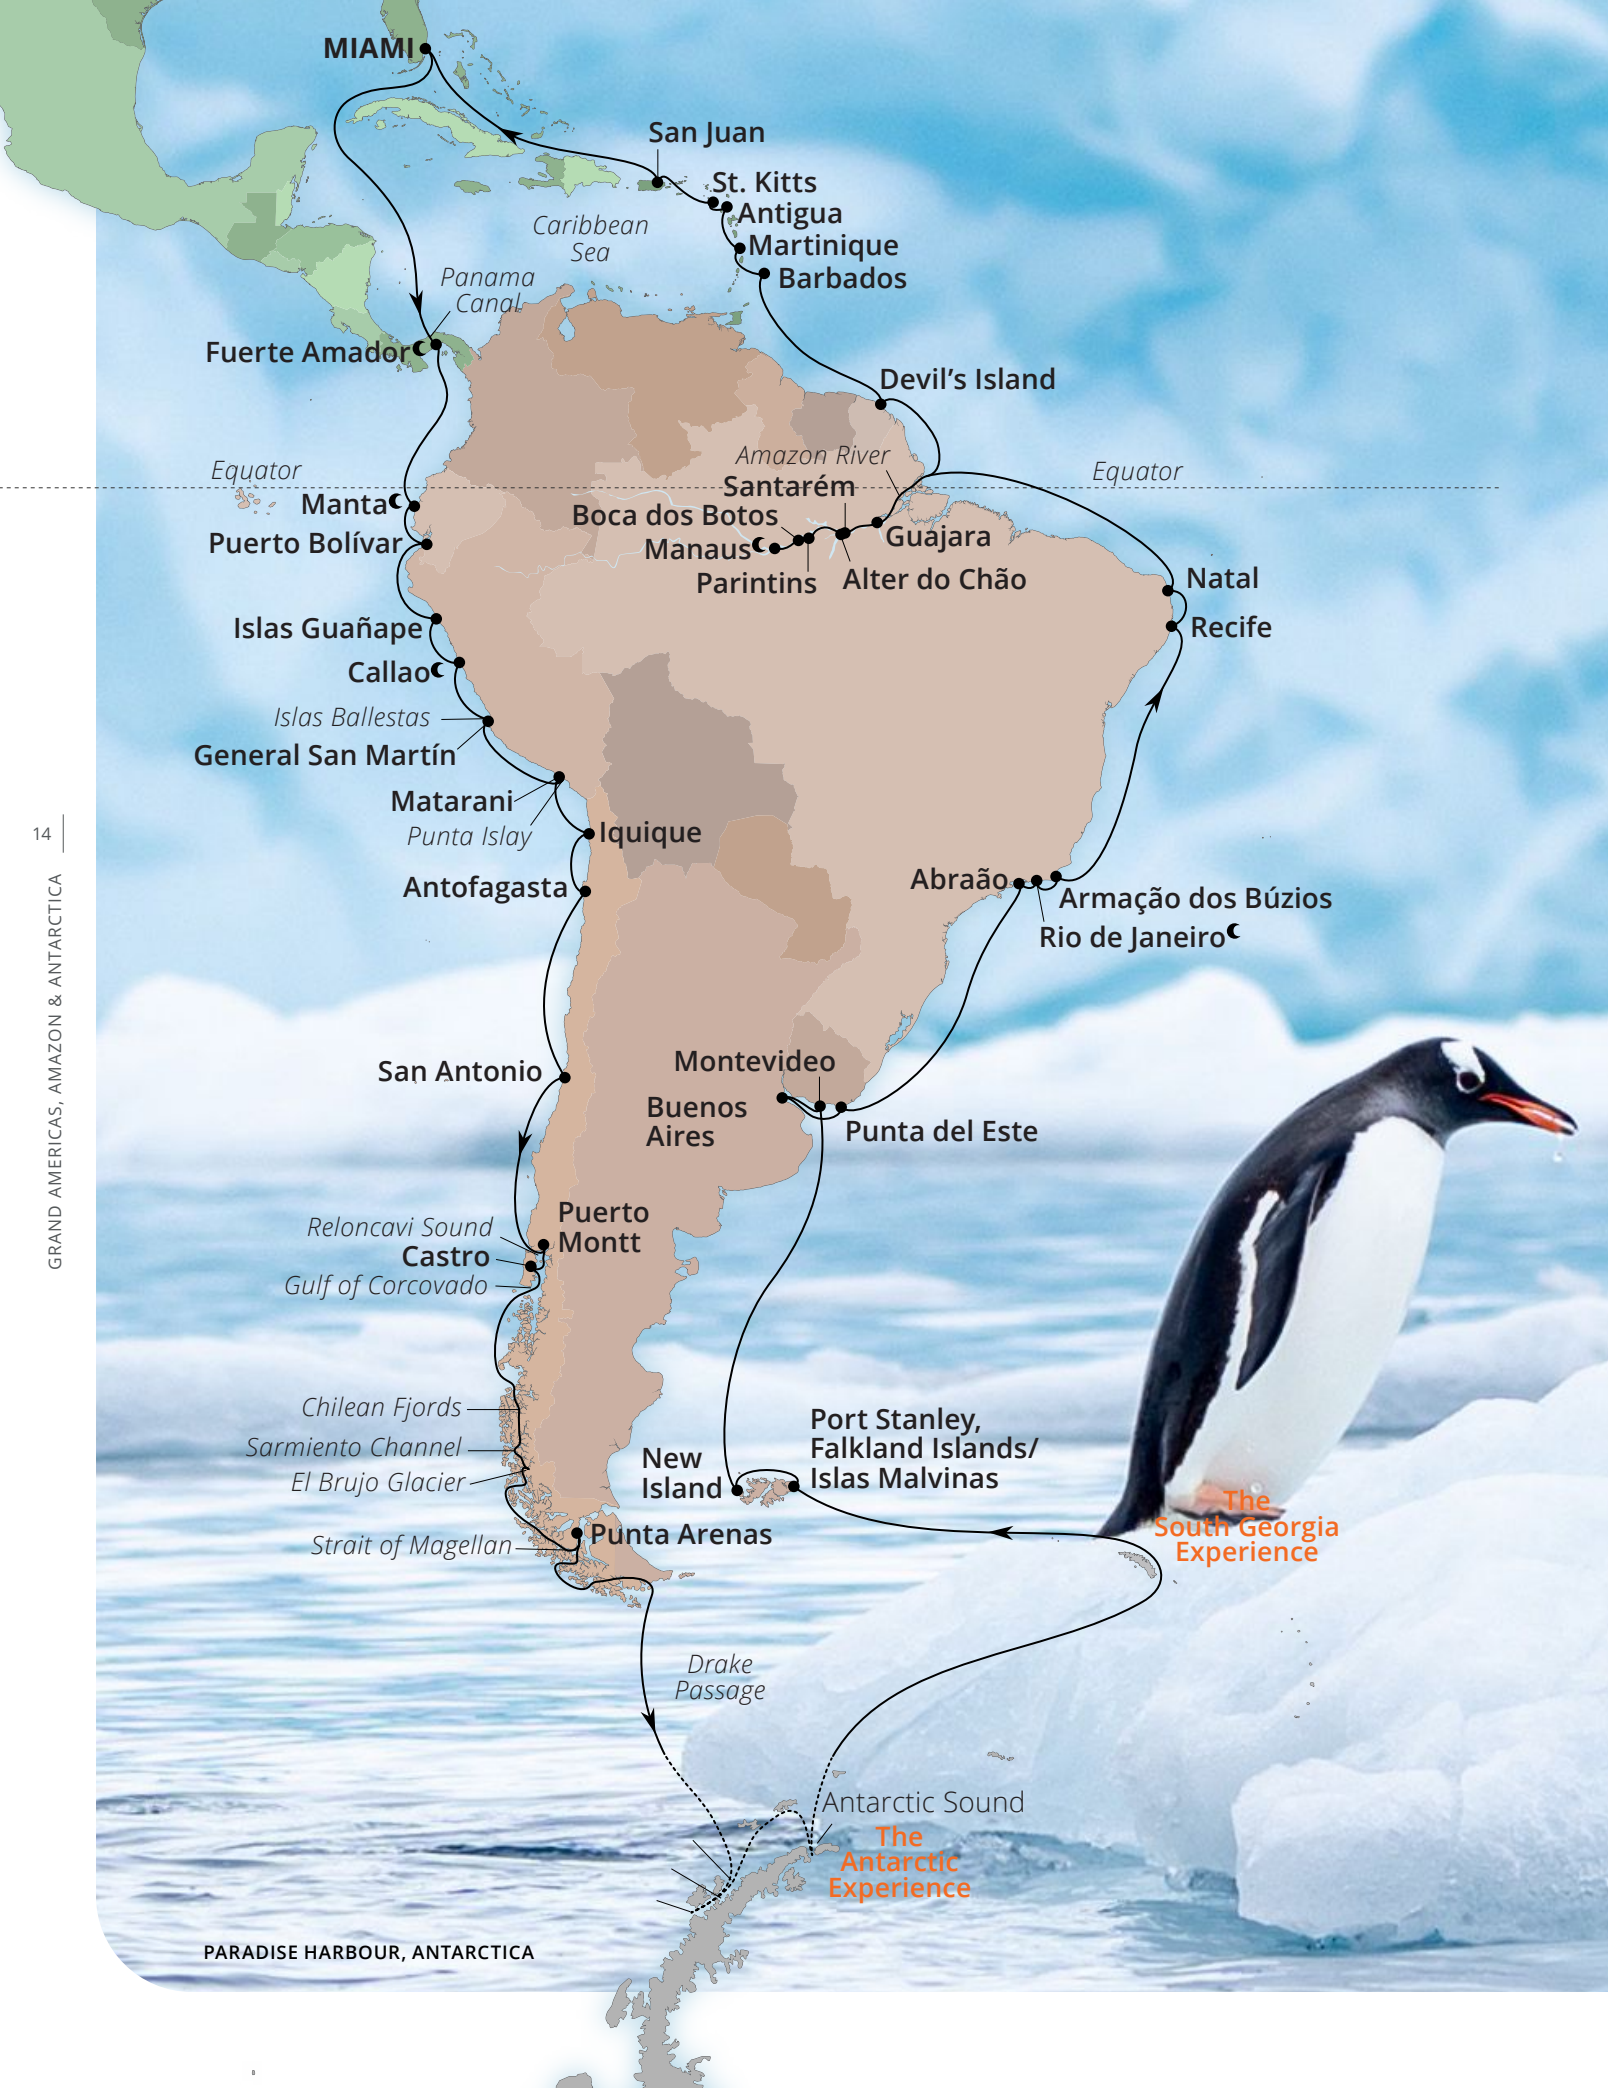 MIAMI
San Juan
St. Kitts
Antigua
Martinique
Barbados
Caribbean
Sea
Panama
Canal
Fuerte Amador
Devil's Island
Equator
Equator
Amazon River
Santarém
Boca dos Botos
Manaus
Guajara
Parintins
Alter do Chão
Manta
Puerto Bolívar
Natal
Recife
Islas Guañape
Callao
Islas Ballestas
General San Martín
Matarani
Punta Islay
Iquique
Antofagasta
Abraão
Armação dos Búzios
Rio de Janeiro
San Antonio
Montevideo
Buenos
Aires
Punta del Este
Puerto
Montt
Reloncavi Sound
Castro
Gulf of Corcovado
Chilean Fjords
Sarmiento Channel
El Brujo Glacier
Strait of Magellan
Punta Arenas
New
Island
Port Stanley,
Falkland Islands/
Islas Malvinas
The
South Georgia
Experience
Drake
Passage
Antarctic Sound
The
Antarctic
Experience
PARADISE HARBOUR, ANTARCTICA
14
GRAND AMERICAS, AMAZON & ANTARCTICA